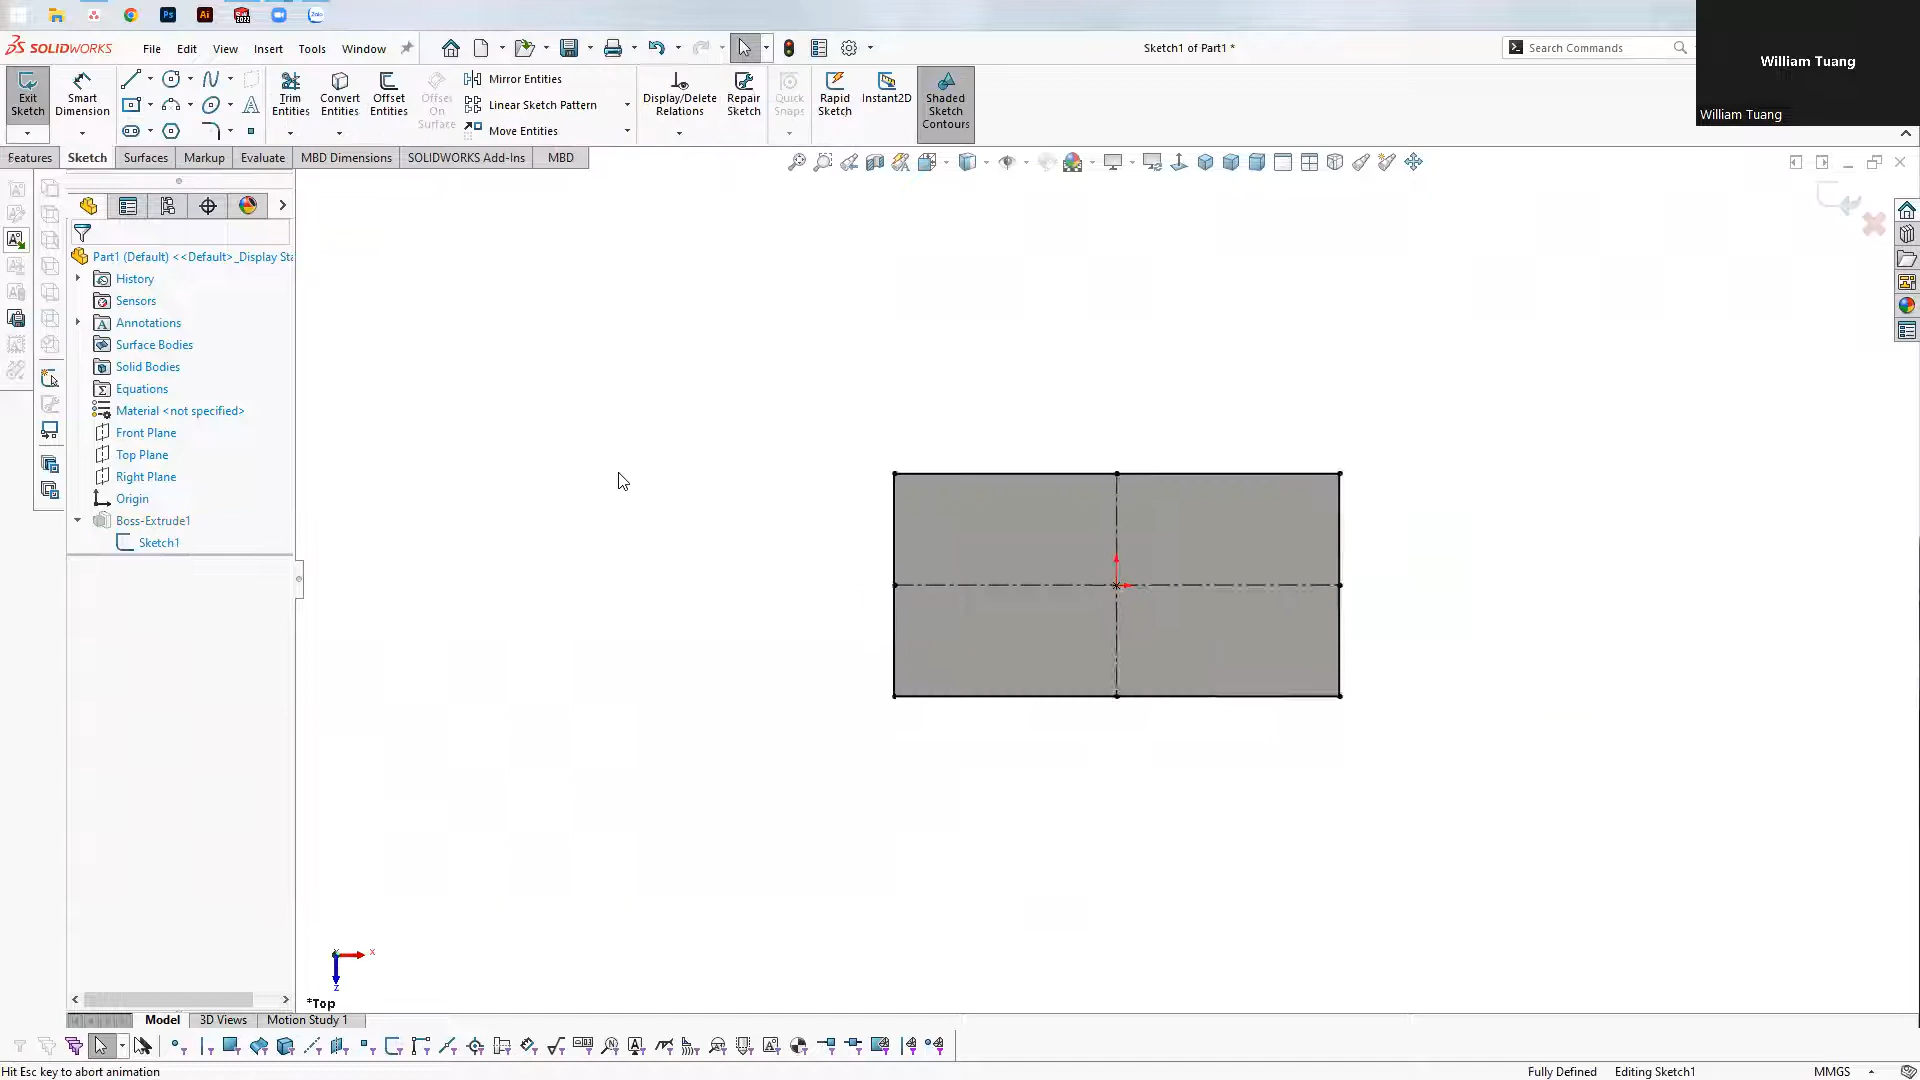 SOLIDWORKS File Edit View Insert Tools Window Sketch1 of Part1 * Search Commands
William Tuang
William Tuang
Exit Sketch
Smart Dimension
Trim Entities
Convert Entities
Offset Entities
Offset On Surface
Mirror Entities
Linear Sketch Pattern
Move Entities
Display/Delete Relations
Repair Sketch
Quick Snaps
Rapid Sketch
Instant2D
Shaded Sketch Contours
Features Sketch Surfaces Markup Evaluate MBD Dimensions SOLIDWORKS Add-Ins MBD
Part1 (Default) <<Default>_Display Sta
History
Sensors
Annotations
Surface Bodies
Solid Bodies
Equations
Material <not specified>
Front Plane
Top Plane
Right Plane
Origin
Boss-Extrude1
Sketch1
X
Z
*Top
Model 3D Views Motion Study 1
Hit Esc key to abort animation Fully Defined Editing Sketch1 MMGS